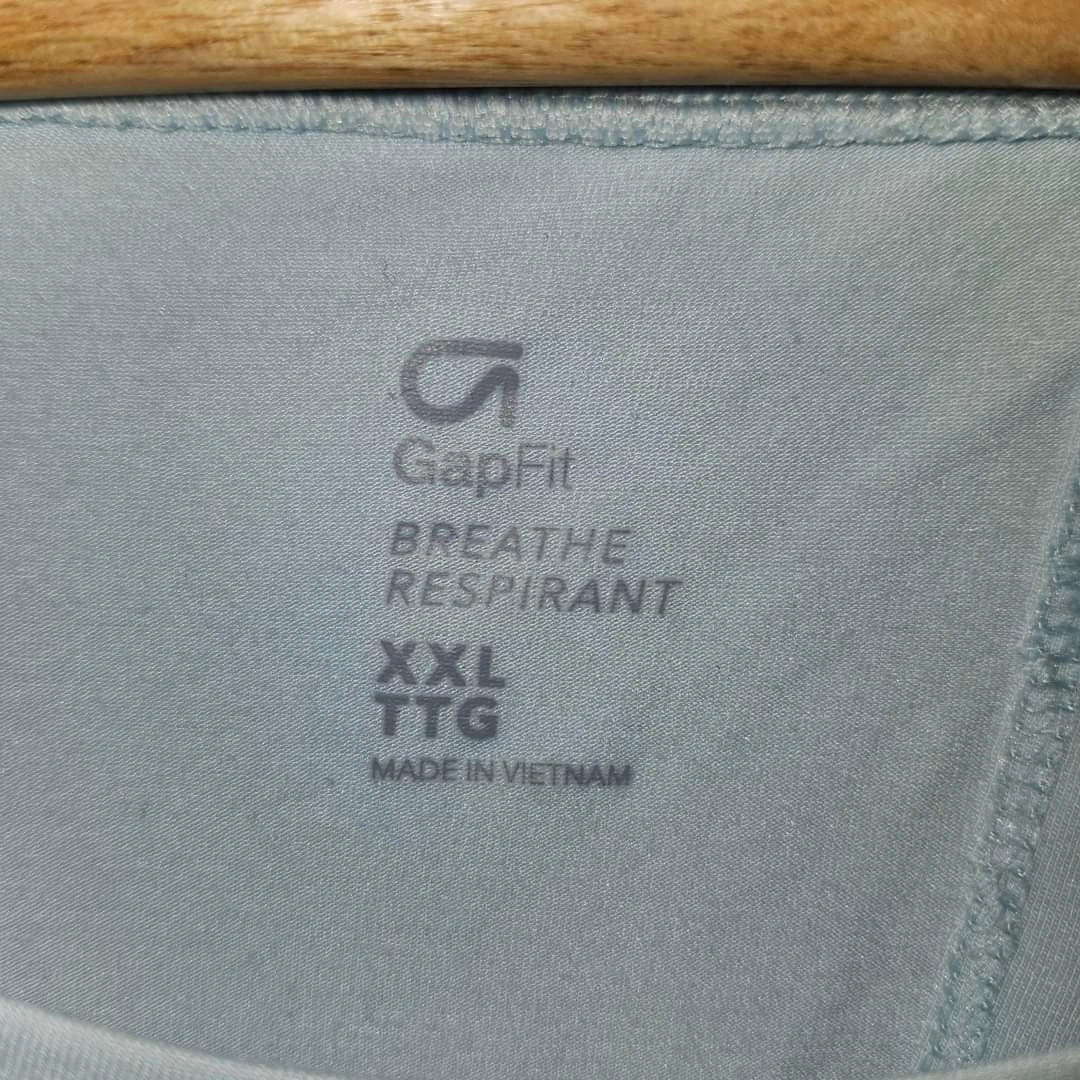 GapFit
BREATHE
RESPIRANT
XXL
TTG
MADE IN VIETNAM